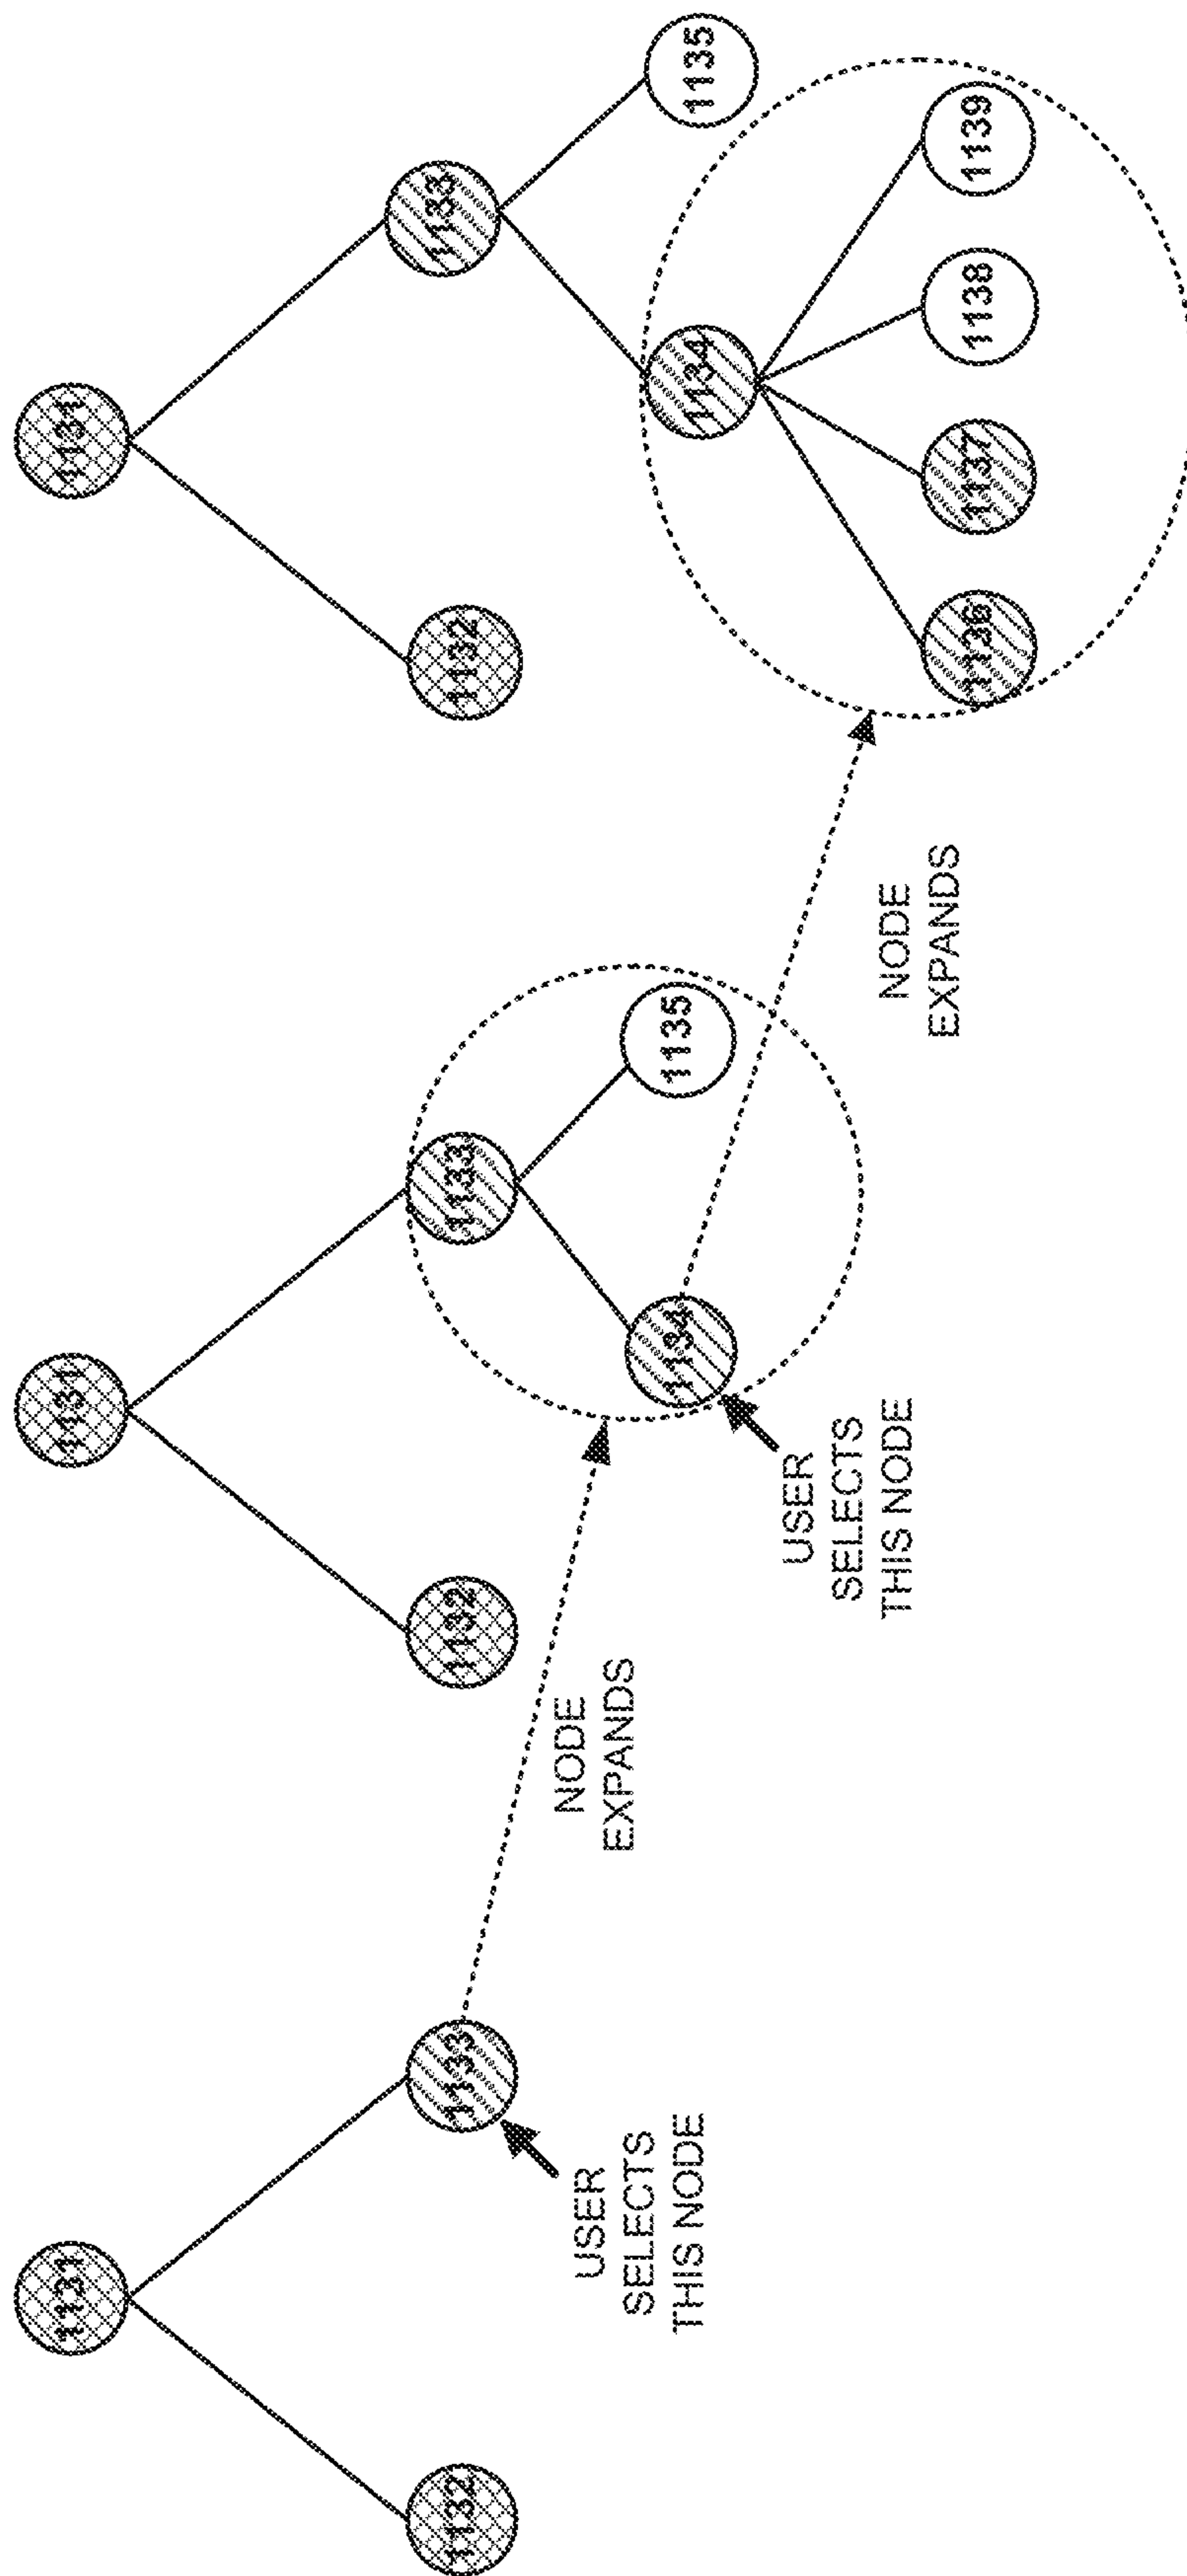 1131
1132
1133
USER
SELECTS
THIS NODE
NODE
EXPANDS
1131
1132
1133
1134
1135
USER
SELECTS
THIS NODE
NODE
EXPANDS
1131
1132
1133
1134
1135
1136
1137
1138
1139